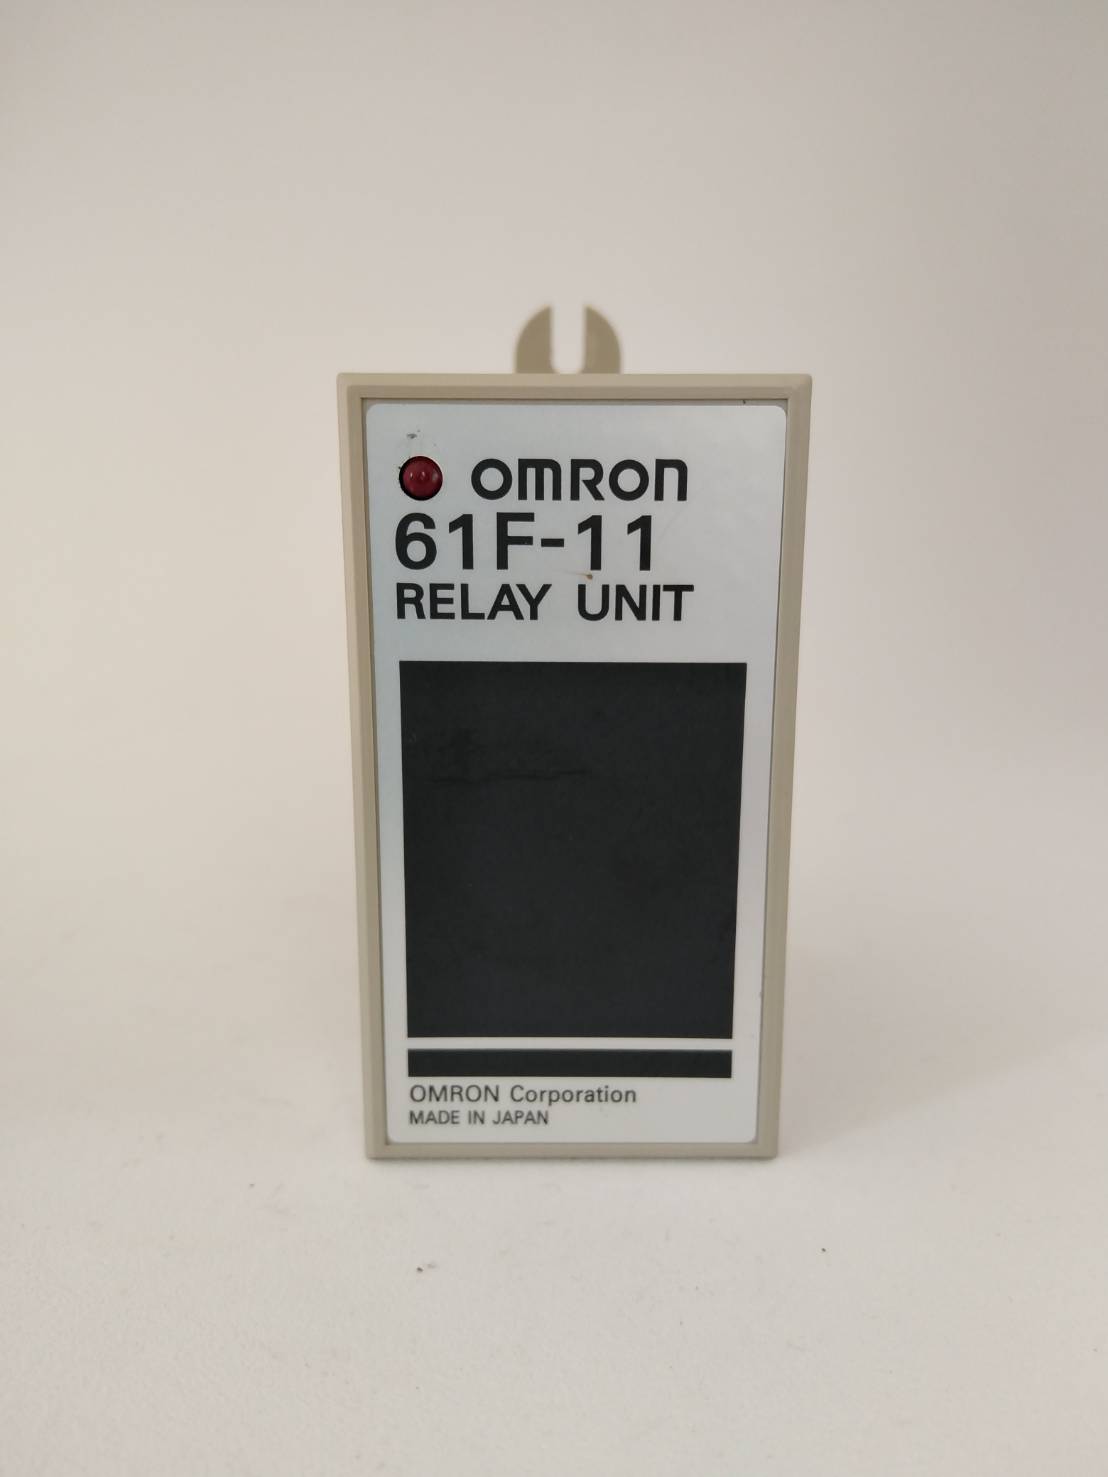 OMRON
61F-11
RELAY UNIT
OMRON Corporation
MADE IN JAPAN